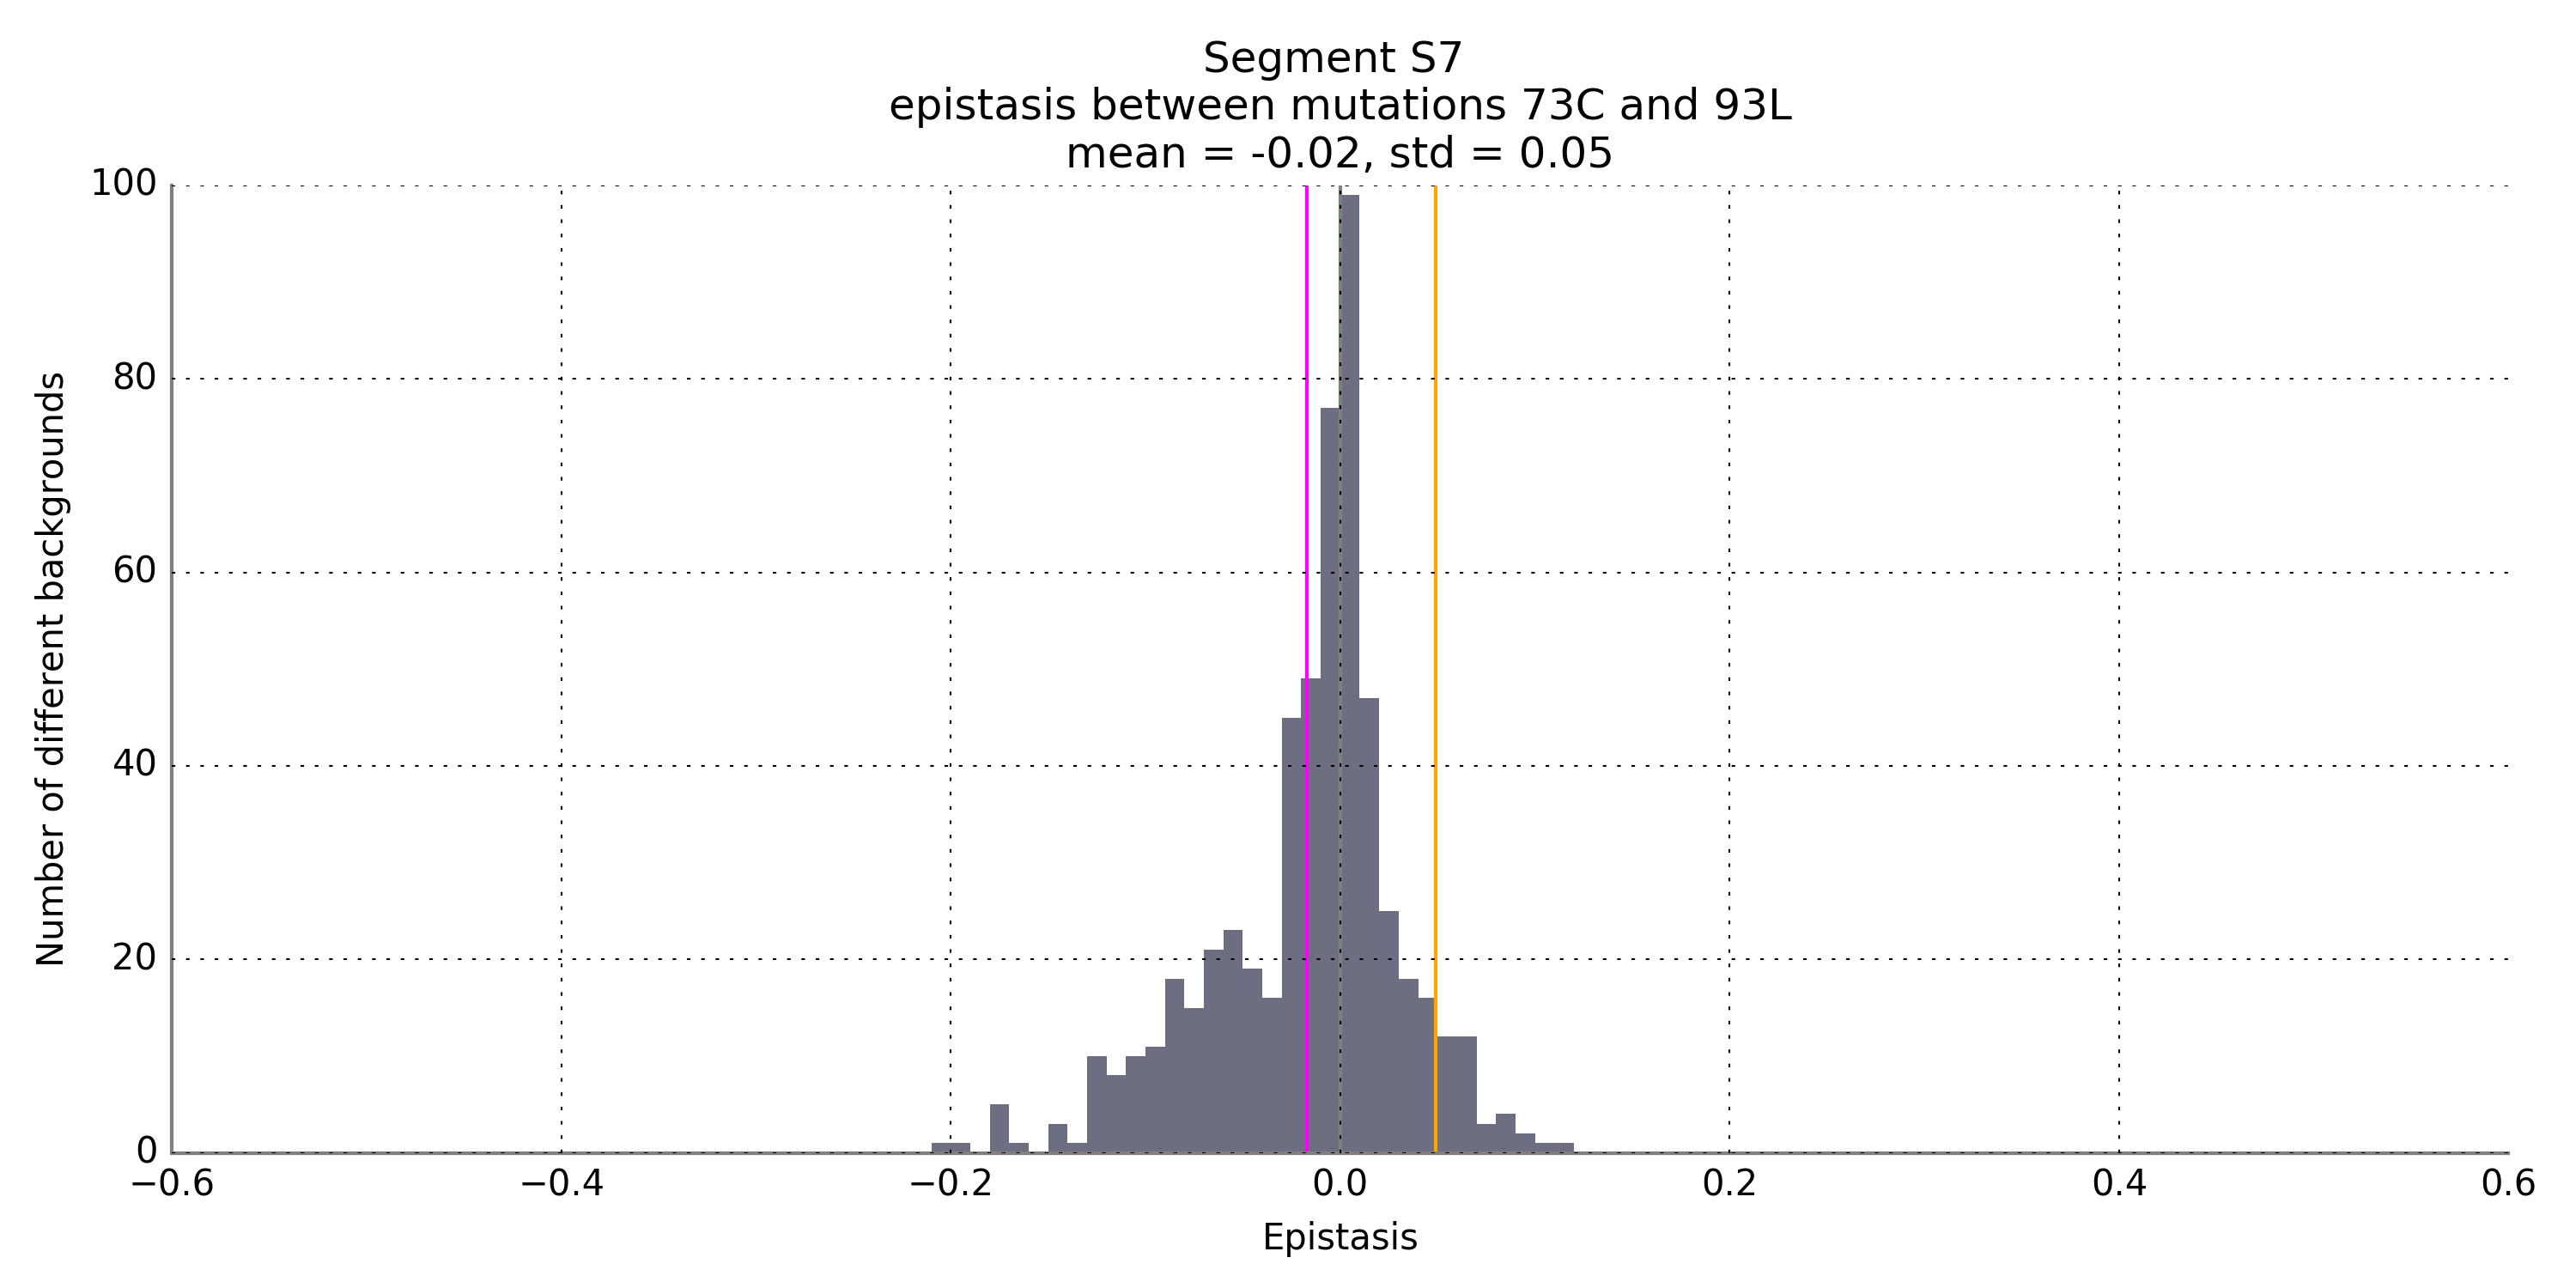 Segment S7
epistasis between mutations 73C and 93L
mean = -0.02, std = 0.05
Number of different backgrounds
100
80
60
40
20
0
−0.6 −0.4 −0.2 0.0 0.2 0.4 0.6
Epistasis